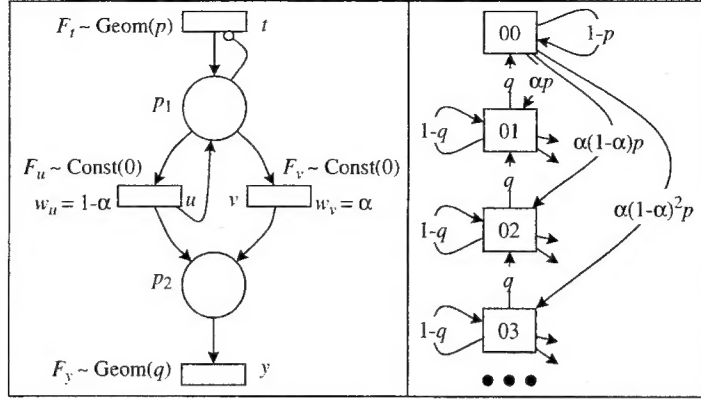 F_t ~ Geom(p) t
p_1
F_u ~ Const(0) F_v ~ Const(0)
w_u = 1-α u v w_v = α
p_2
F_y ~ Geom(q) y
00 1-p
q αp
1-q 01
α(1-α)p
q
1-q 02
α(1-α)²p
q
1-q 03